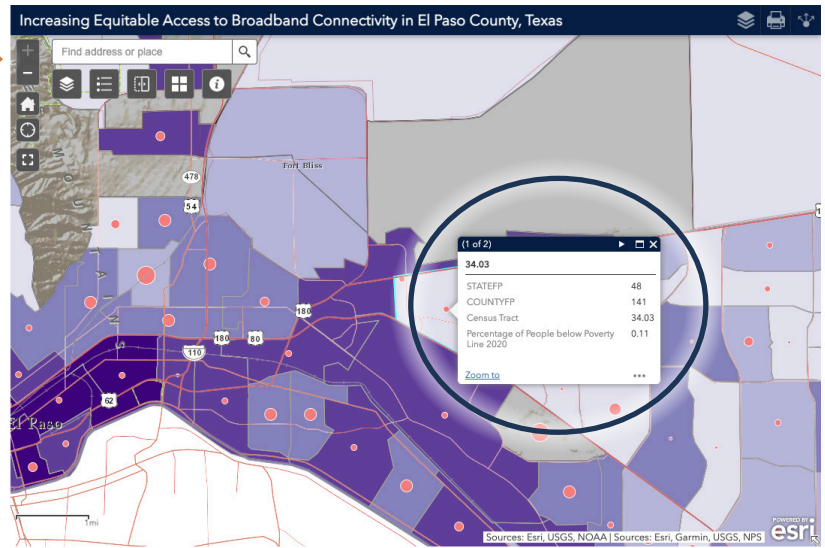 Increasing Equitable Access to Broadband Connectivity in El Paso County, Texas
Find address or place
Fort Bliss
478
54
MOUNTAINS
(1 of 2)
34.03
STATEFP 48
COUNTYFP 141
Census Tract 34.03
Percentage of People below Poverty 0.11
Line 2020
Zoom to
180
180
80
110
62
El Paso
1mi
Sources: Esri, USGS, NOAA | Sources: Esri, Garmin, USGS, NPS
POWERED BY
esri